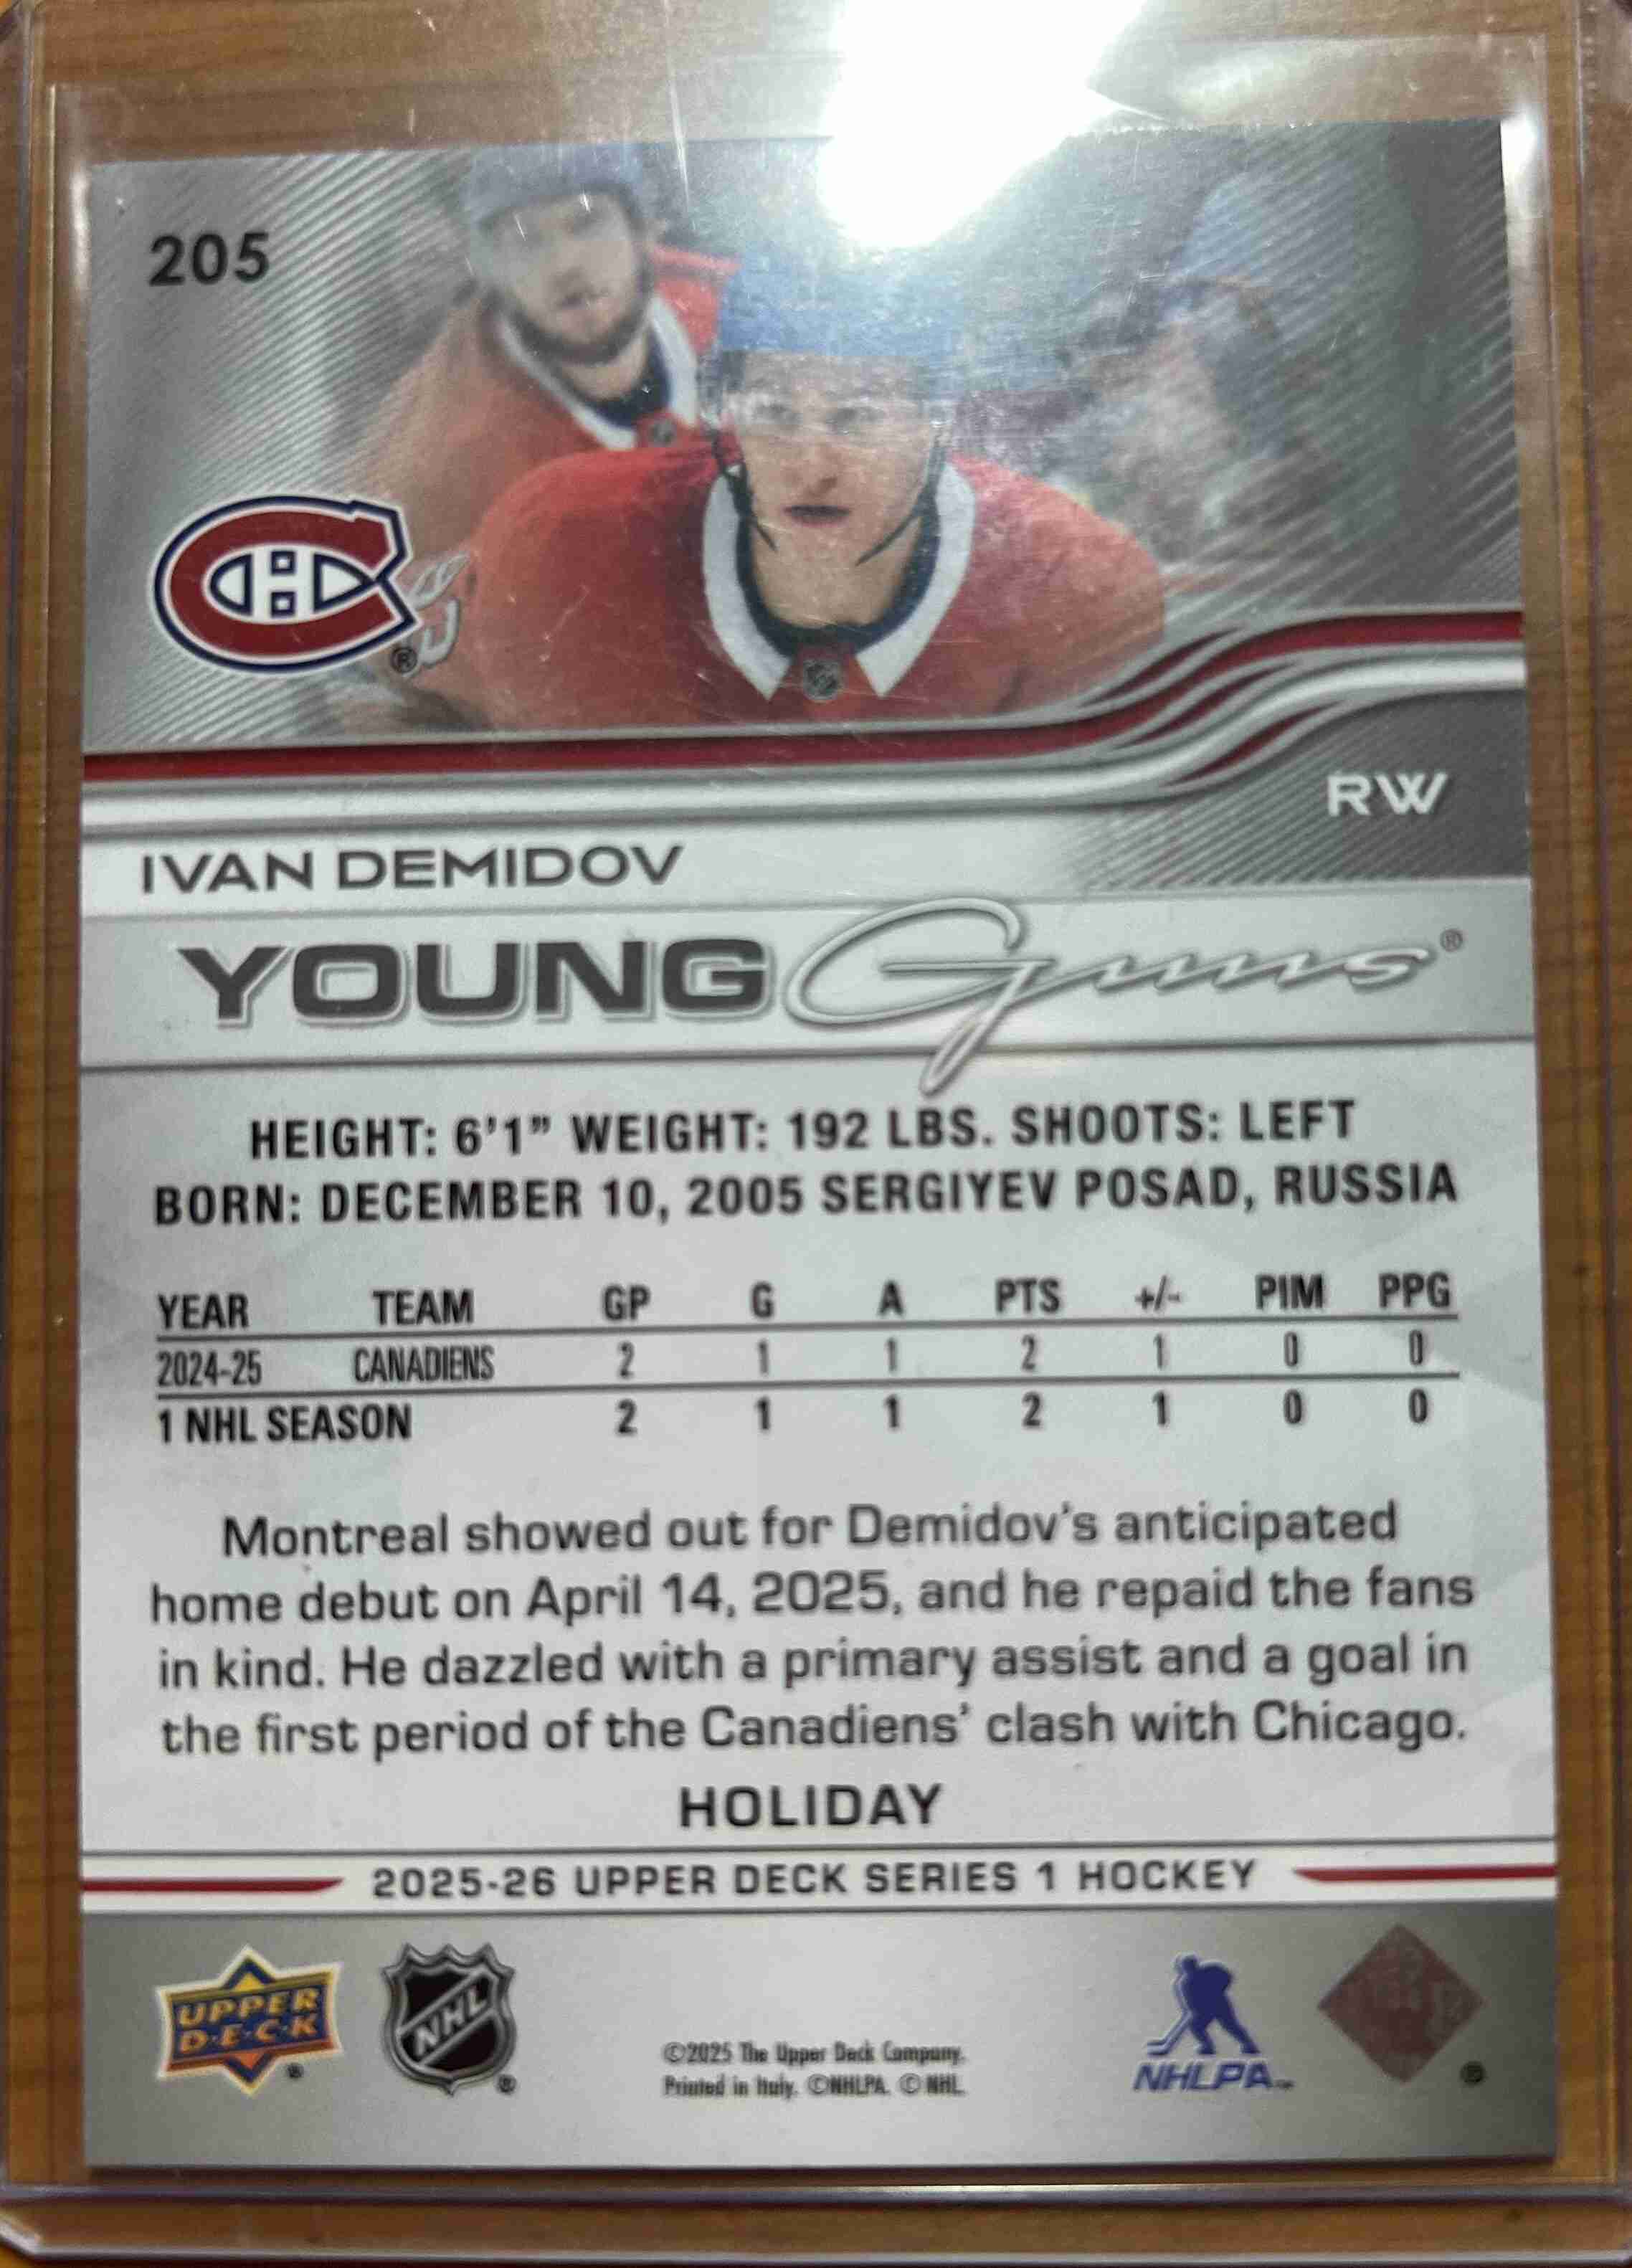 205
RW
IVAN DEMIDOV
YOUNG Guns®
HEIGHT: 6'1” WEIGHT: 192 LBS. SHOOTS: LEFT
BORN: DECEMBER 10, 2005 SERGIYEV POSAD, RUSSIA
YEAR TEAM GP G A PTS +/- PIM PPG
2024-25 CANADIENS 2 1 1 2 1 0 0
1 NHL SEASON 2 1 1 2 1 0 0
Montreal showed out for Demidov's anticipated
home debut on April 14, 2025, and he repaid the fans
in kind. He dazzled with a primary assist and a goal in
the first period of the Canadiens' clash with Chicago.
HOLIDAY
2025-26 UPPER DECK SERIES 1 HOCKEY
UPPER
D·E·C·K
NHL
©2025 The Upper Deck Company.
Printed in Italy. ©NHLPA. © NHL
NHLPA™